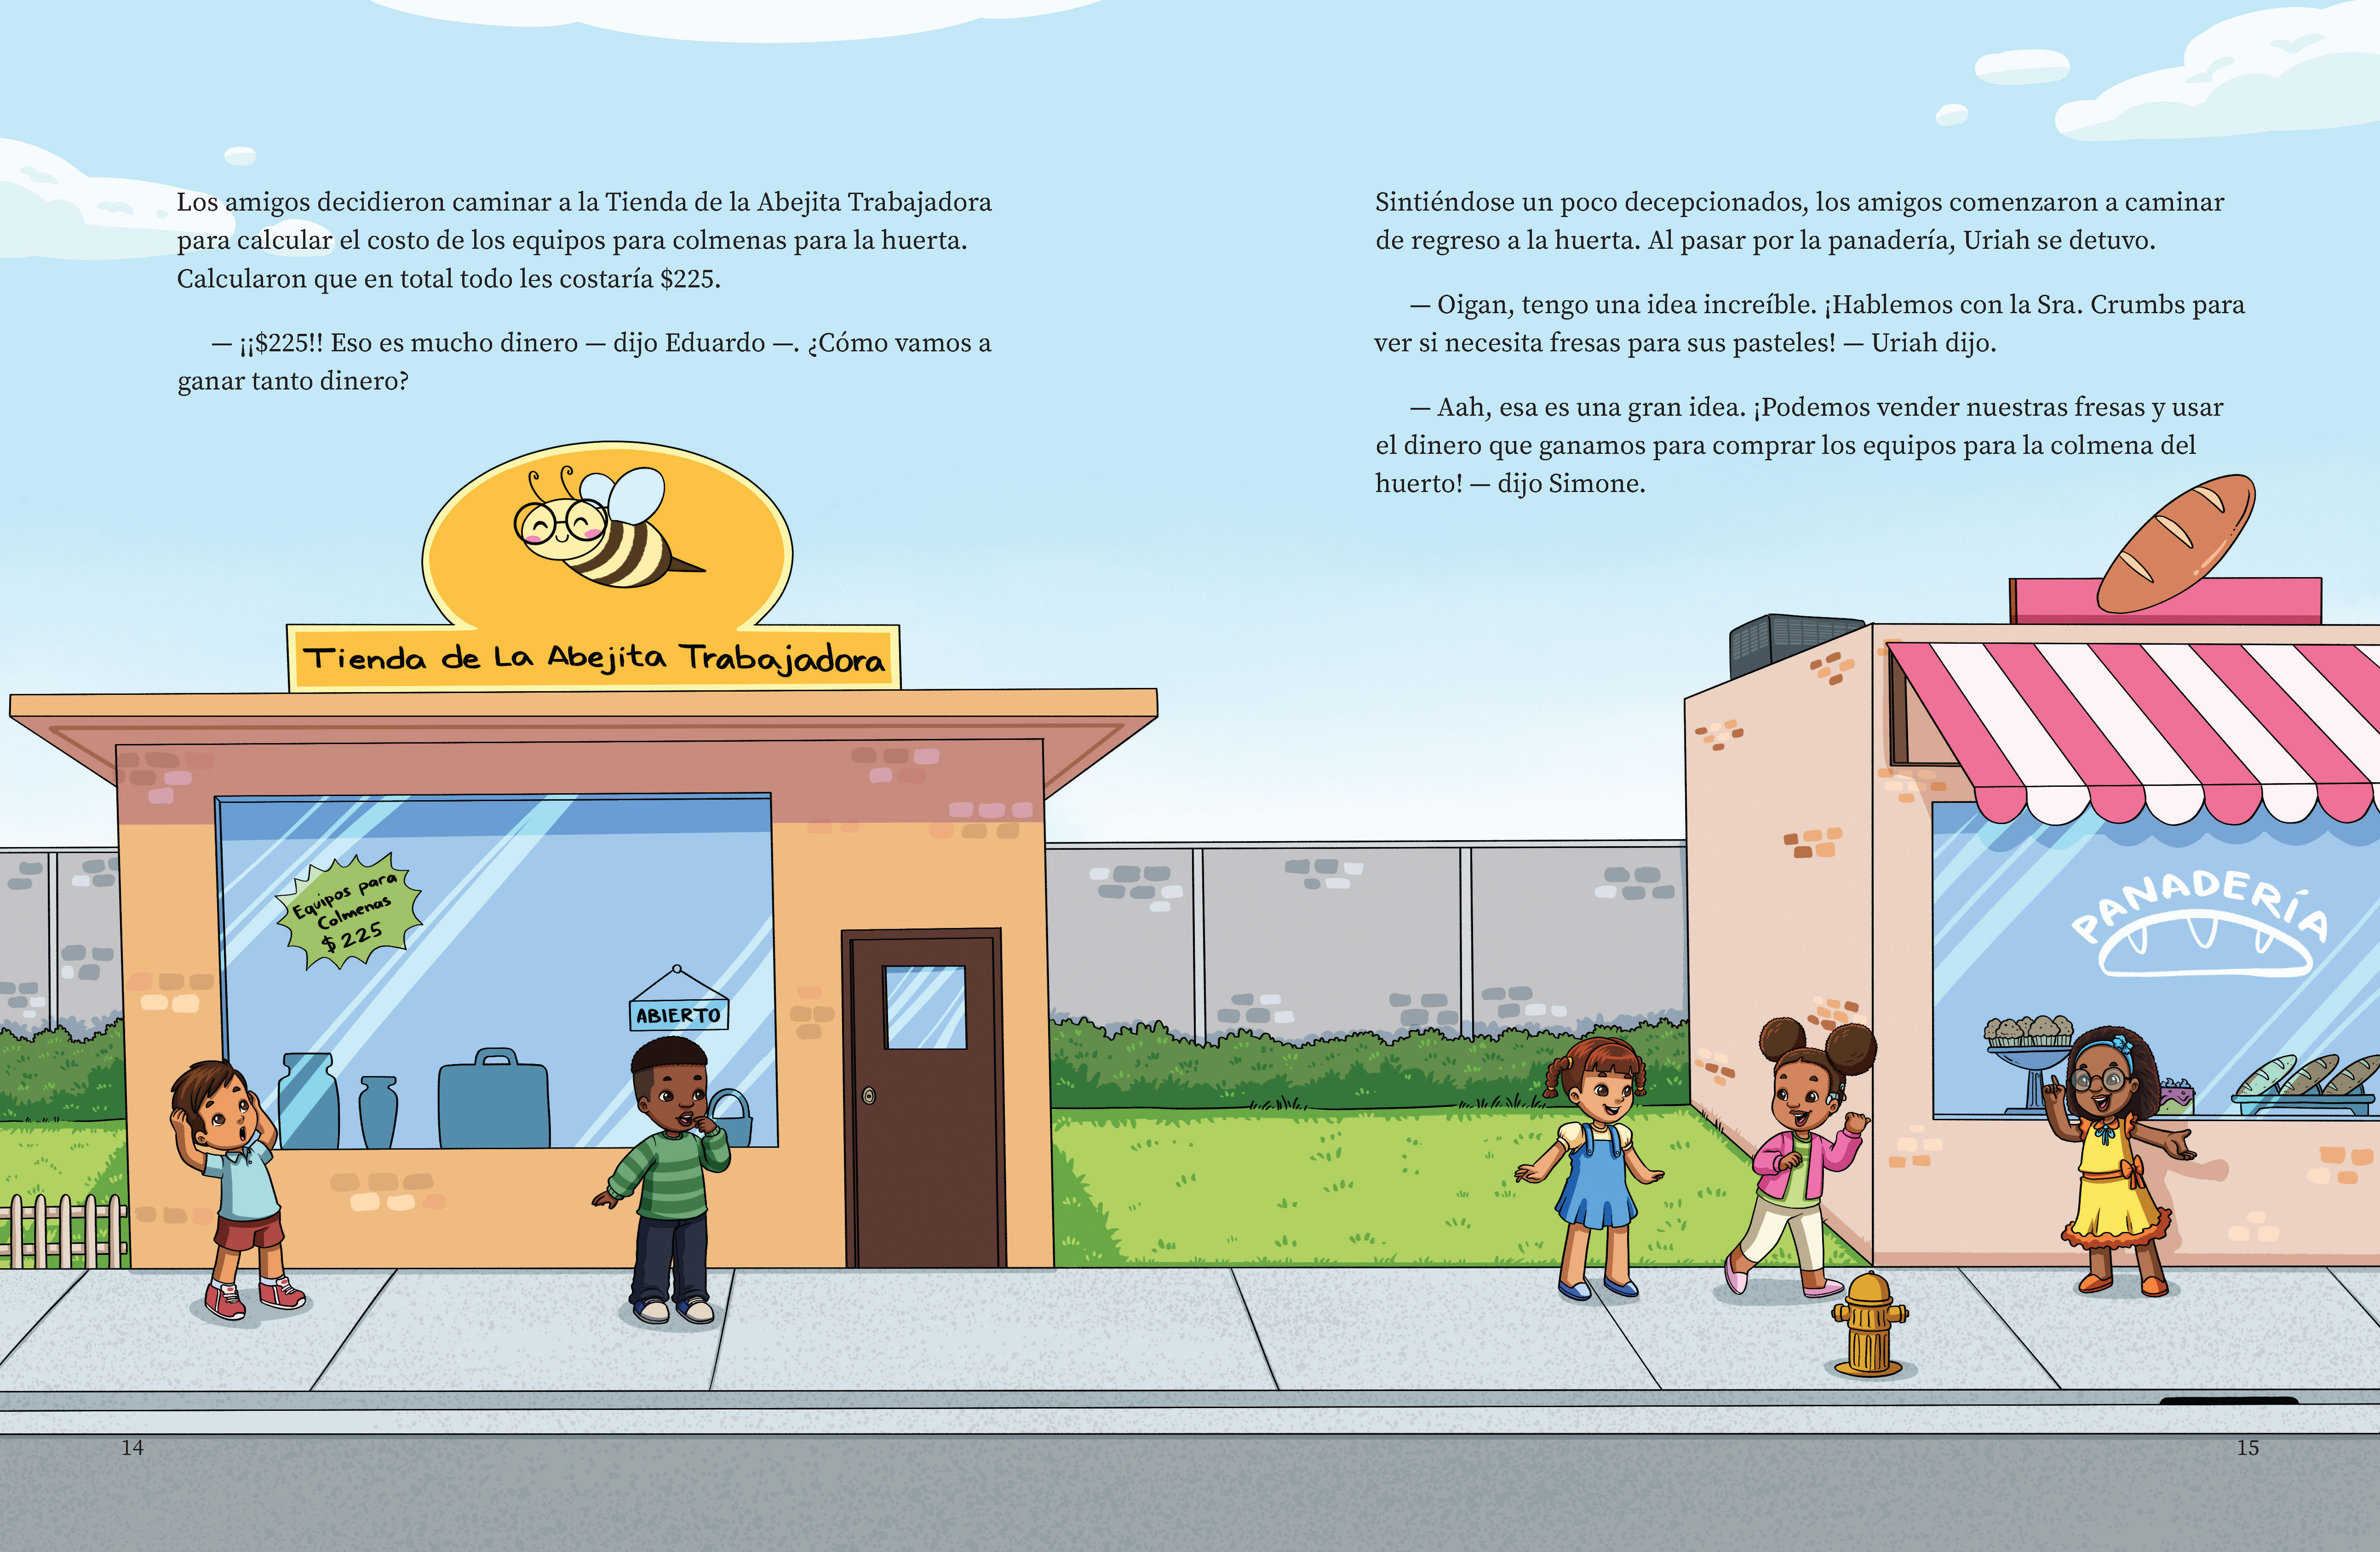 Los amigos decidieron caminar a la Tienda de la Abejita Trabajadora
para calcular el costo de los equipos para colmenas para la huerta.
Calcularon que en total todo les costaría $225.
— ¡¡$225!! Eso es mucho dinero — dijo Eduardo —. ¿Cómo vamos a
ganar tanto dinero?
Tienda de La Abejita Trabajadora
Equipos para
Colmenas
$225
ABIERTO
14
Sintiéndose un poco decepcionados, los amigos comenzaron a caminar
de regreso a la huerta. Al pasar por la panadería, Uriah se detuvo.
— Oigan, tengo una idea increíble. ¡Hablemos con la Sra. Crumbs para
ver si necesita fresas para sus pasteles! — Uriah dijo.
— Aah, esa es una gran idea. ¡Podemos vender nuestras fresas y usar
el dinero que ganamos para comprar los equipos para la colmena del
huerto! — dijo Simone.
PANADERÍA
15